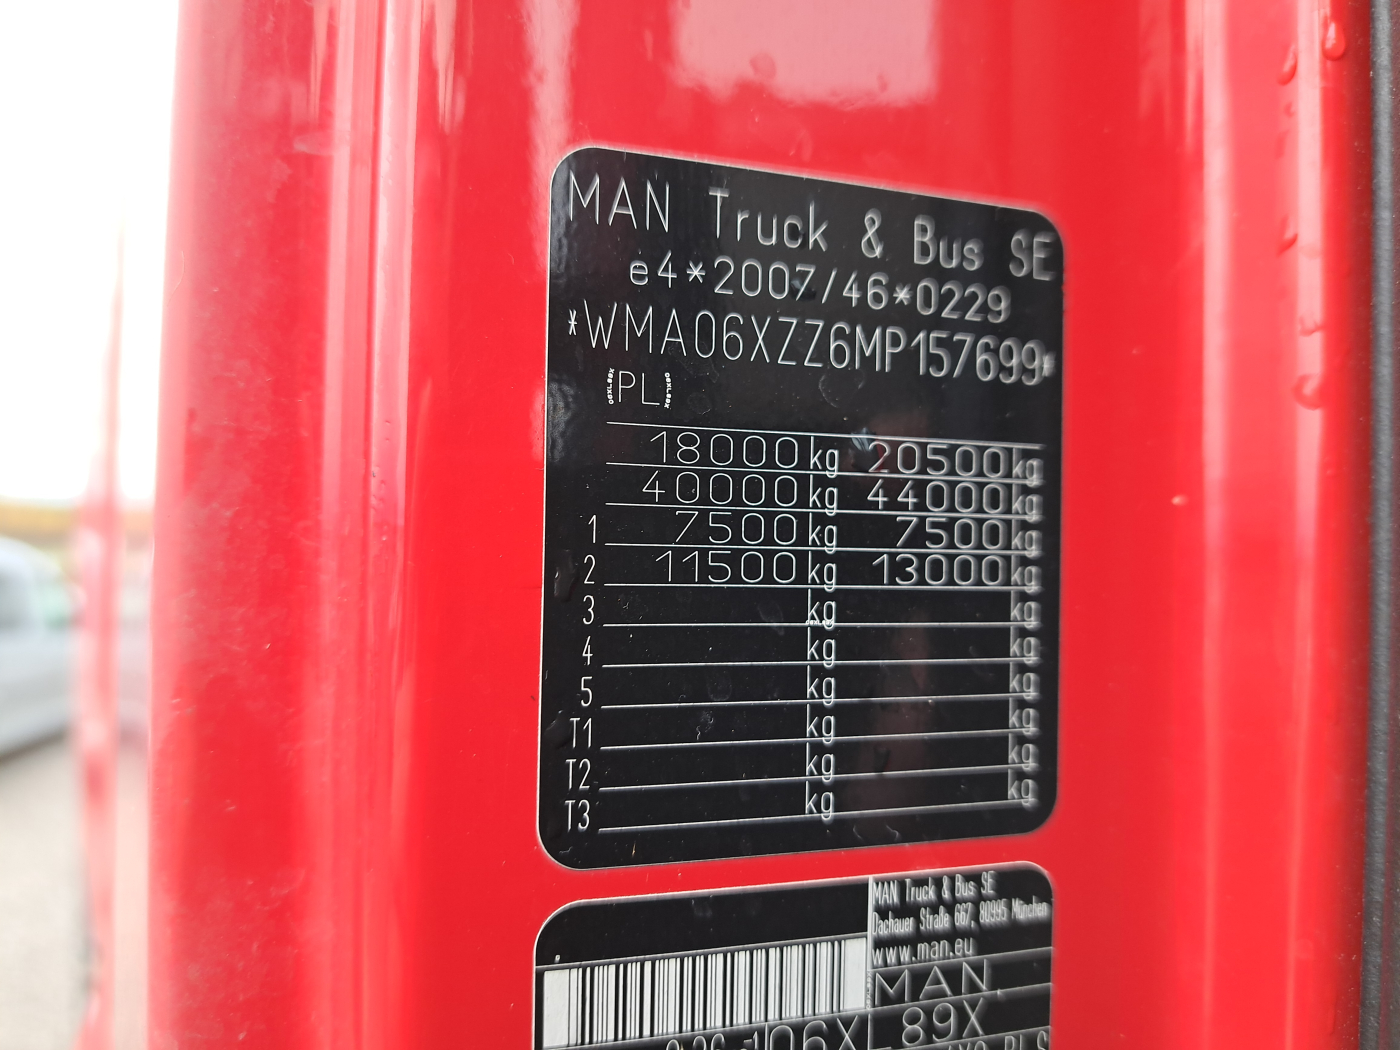 MAN Truck & Bus SE
e4*2007/46*0229
*WMA06XZZ6MP157699*
(PL)
18000 kg 20500 kg
40000 kg 44000 kg
1 7500 kg 7500 kg
2 11500 kg 13000 kg
3 kg kg
4 kg kg
5 kg kg
T1 kg kg
T2 kg kg
T3 kg kg
MAN Truck & Bus SE
Dachauer Straße 667, 80995 München
www.man.eu
MAN
06XL89X